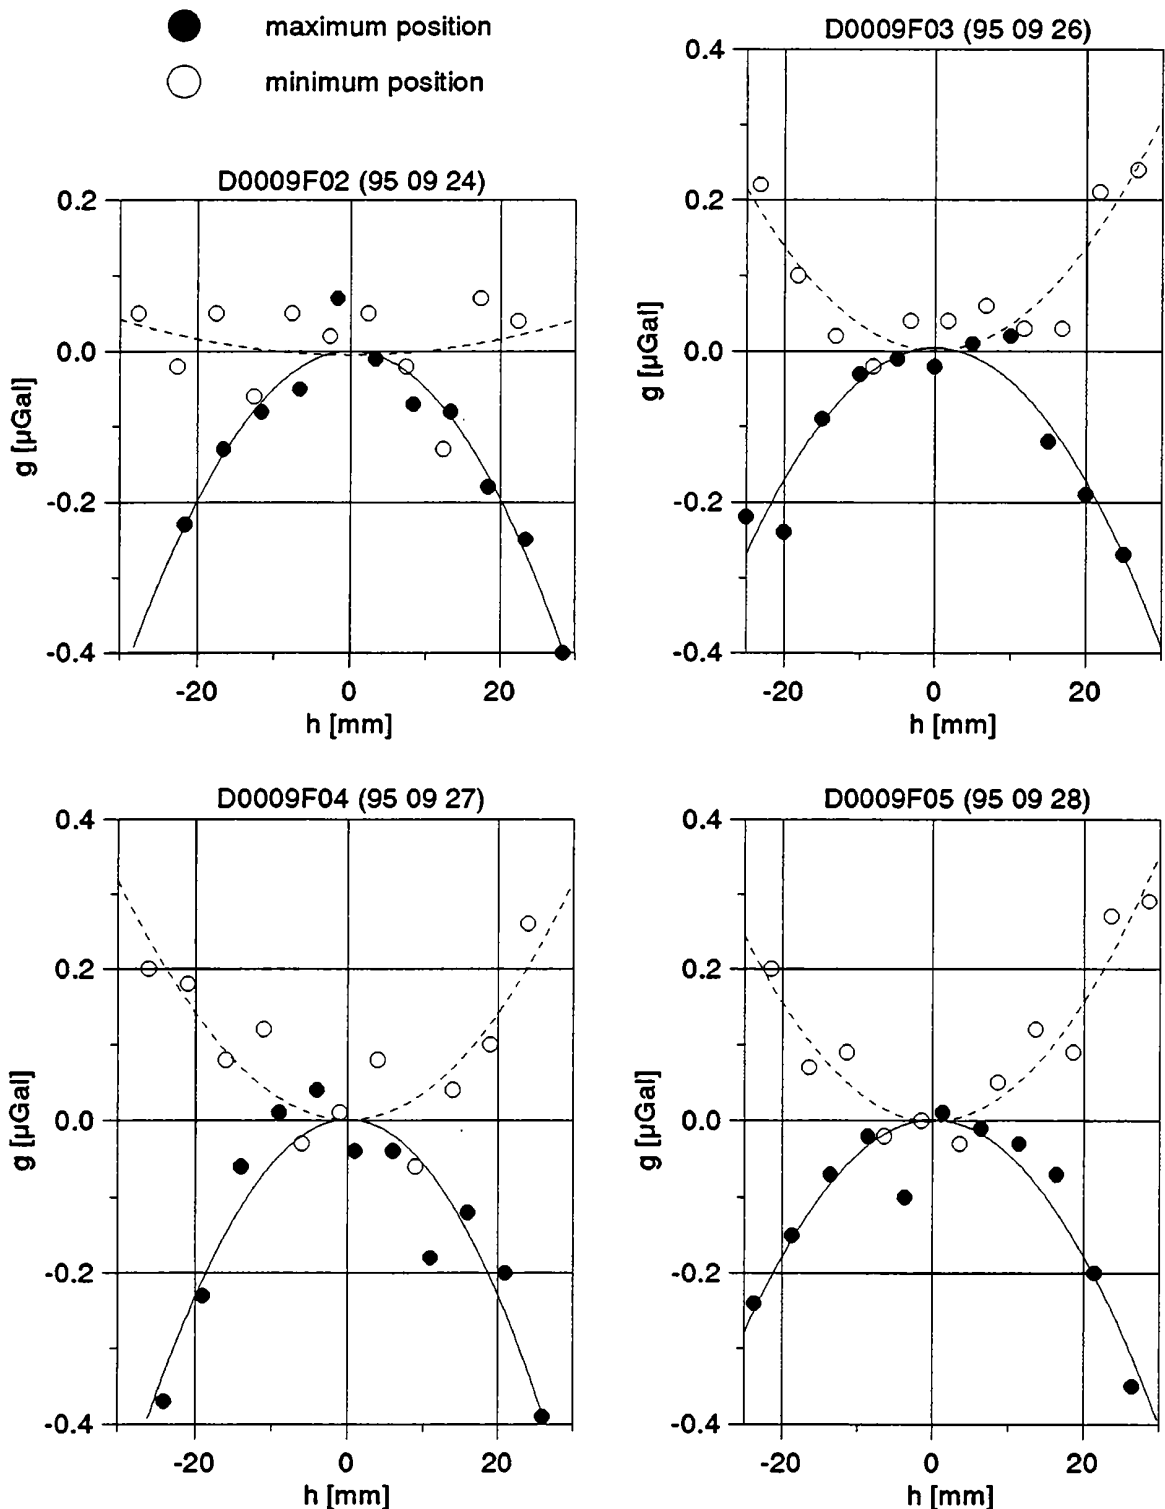 maximum position
minimum position
D0009F02 (95 09 24)
0.2
0.0
-0.2
-0.4
g [µGal]
-20 0 20
h [mm]
D0009F03 (95 09 26)
0.4
0.2
0.0
-0.2
-0.4
g [µGal]
-20 0 20
h [mm]
D0009F04 (95 09 27)
0.4
0.2
0.0
-0.2
-0.4
g [µGal]
-20 0 20
h [mm]
D0009F05 (95 09 28)
0.4
0.2
0.0
-0.2
-0.4
g [µGal]
-20 0 20
h [mm]